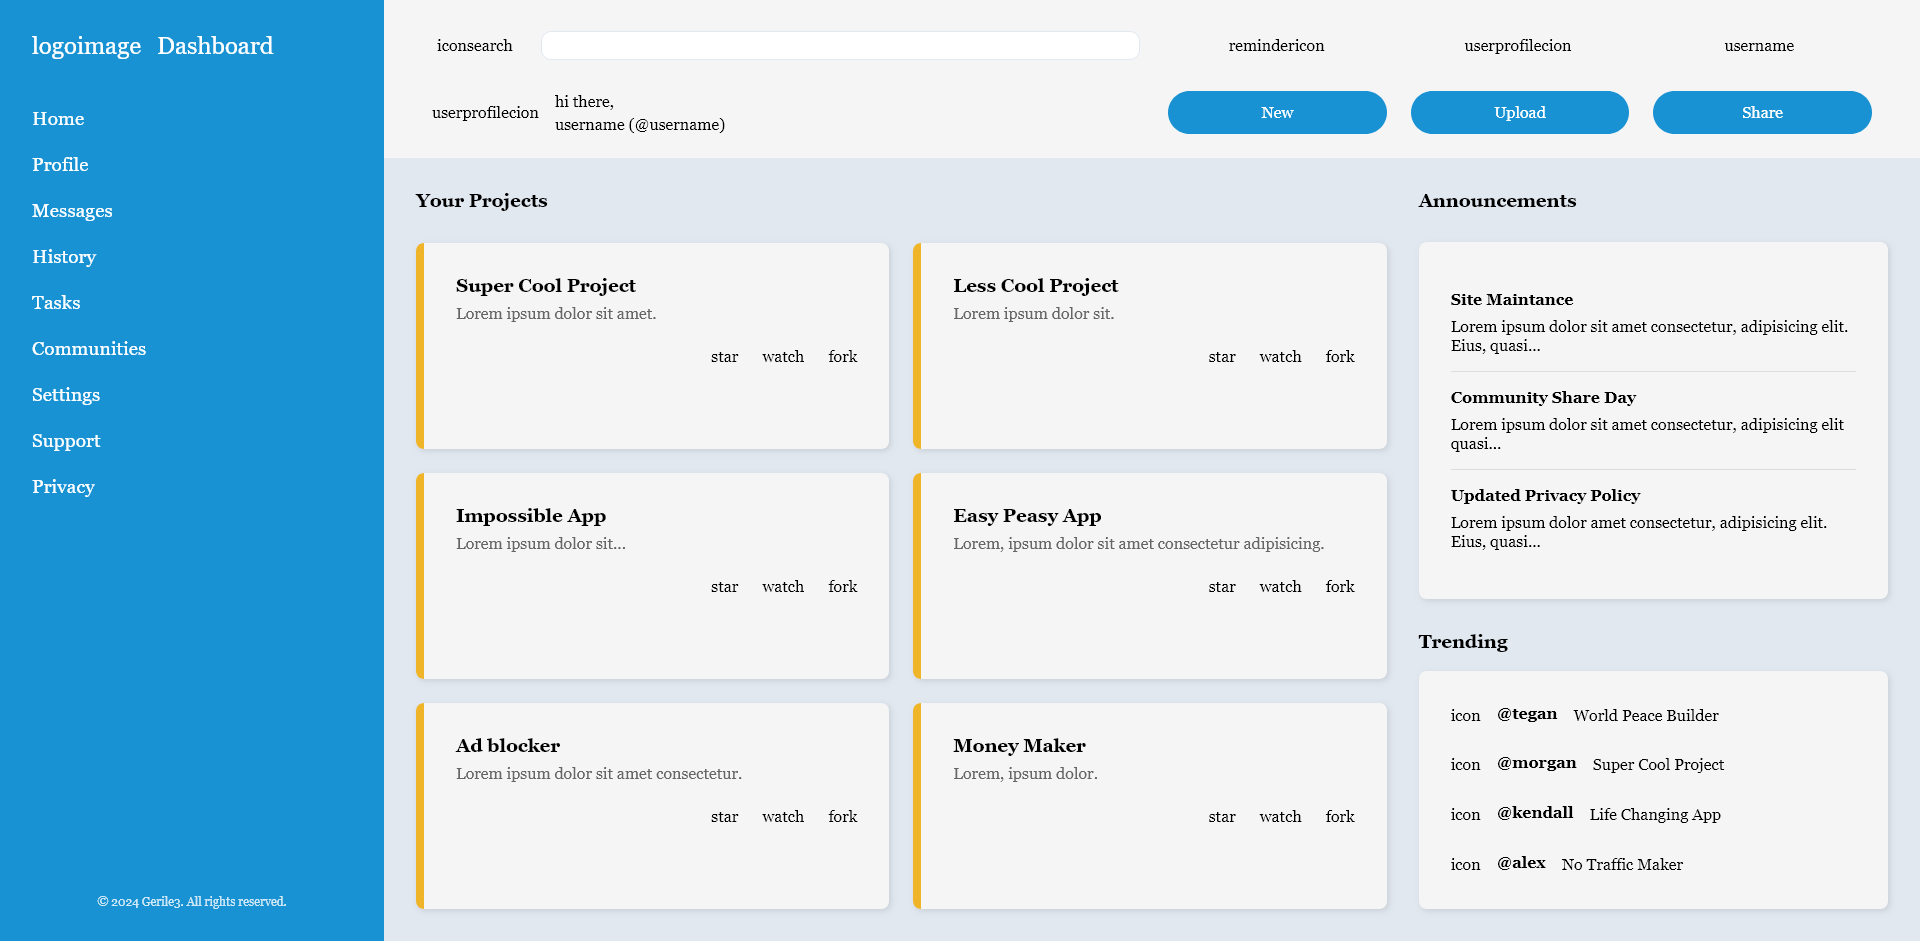 logoimage Dashboard
Home
Profile
Messages
History
Tasks
Communities
Settings
Support
Privacy
© 2024 Gerile3. All rights reserved.
iconsearch
remindericon
userprofilecion
username
userprofilecion
hi there,
username (@username)
New
Upload
Share
Your Projects
Super Cool Project
Lorem ipsum dolor sit amet.
star watch fork
Less Cool Project
Lorem ipsum dolor sit.
star watch fork
Impossible App
Lorem ipsum dolor sit...
star watch fork
Easy Peasy App
Lorem, ipsum dolor sit amet consectetur adipisicing.
star watch fork
Ad blocker
Lorem ipsum dolor sit amet consectetur.
star watch fork
Money Maker
Lorem, ipsum dolor.
star watch fork
Announcements
Site Maintance
Lorem ipsum dolor sit amet consectetur, adipisicing elit.
Eius, quasi...
Community Share Day
Lorem ipsum dolor sit amet consectetur, adipisicing elit
quasi...
Updated Privacy Policy
Lorem ipsum dolor amet consectetur, adipisicing elit.
Eius, quasi...
Trending
icon @tegan World Peace Builder
icon @morgan Super Cool Project
icon @kendall Life Changing App
icon @alex No Traffic Maker